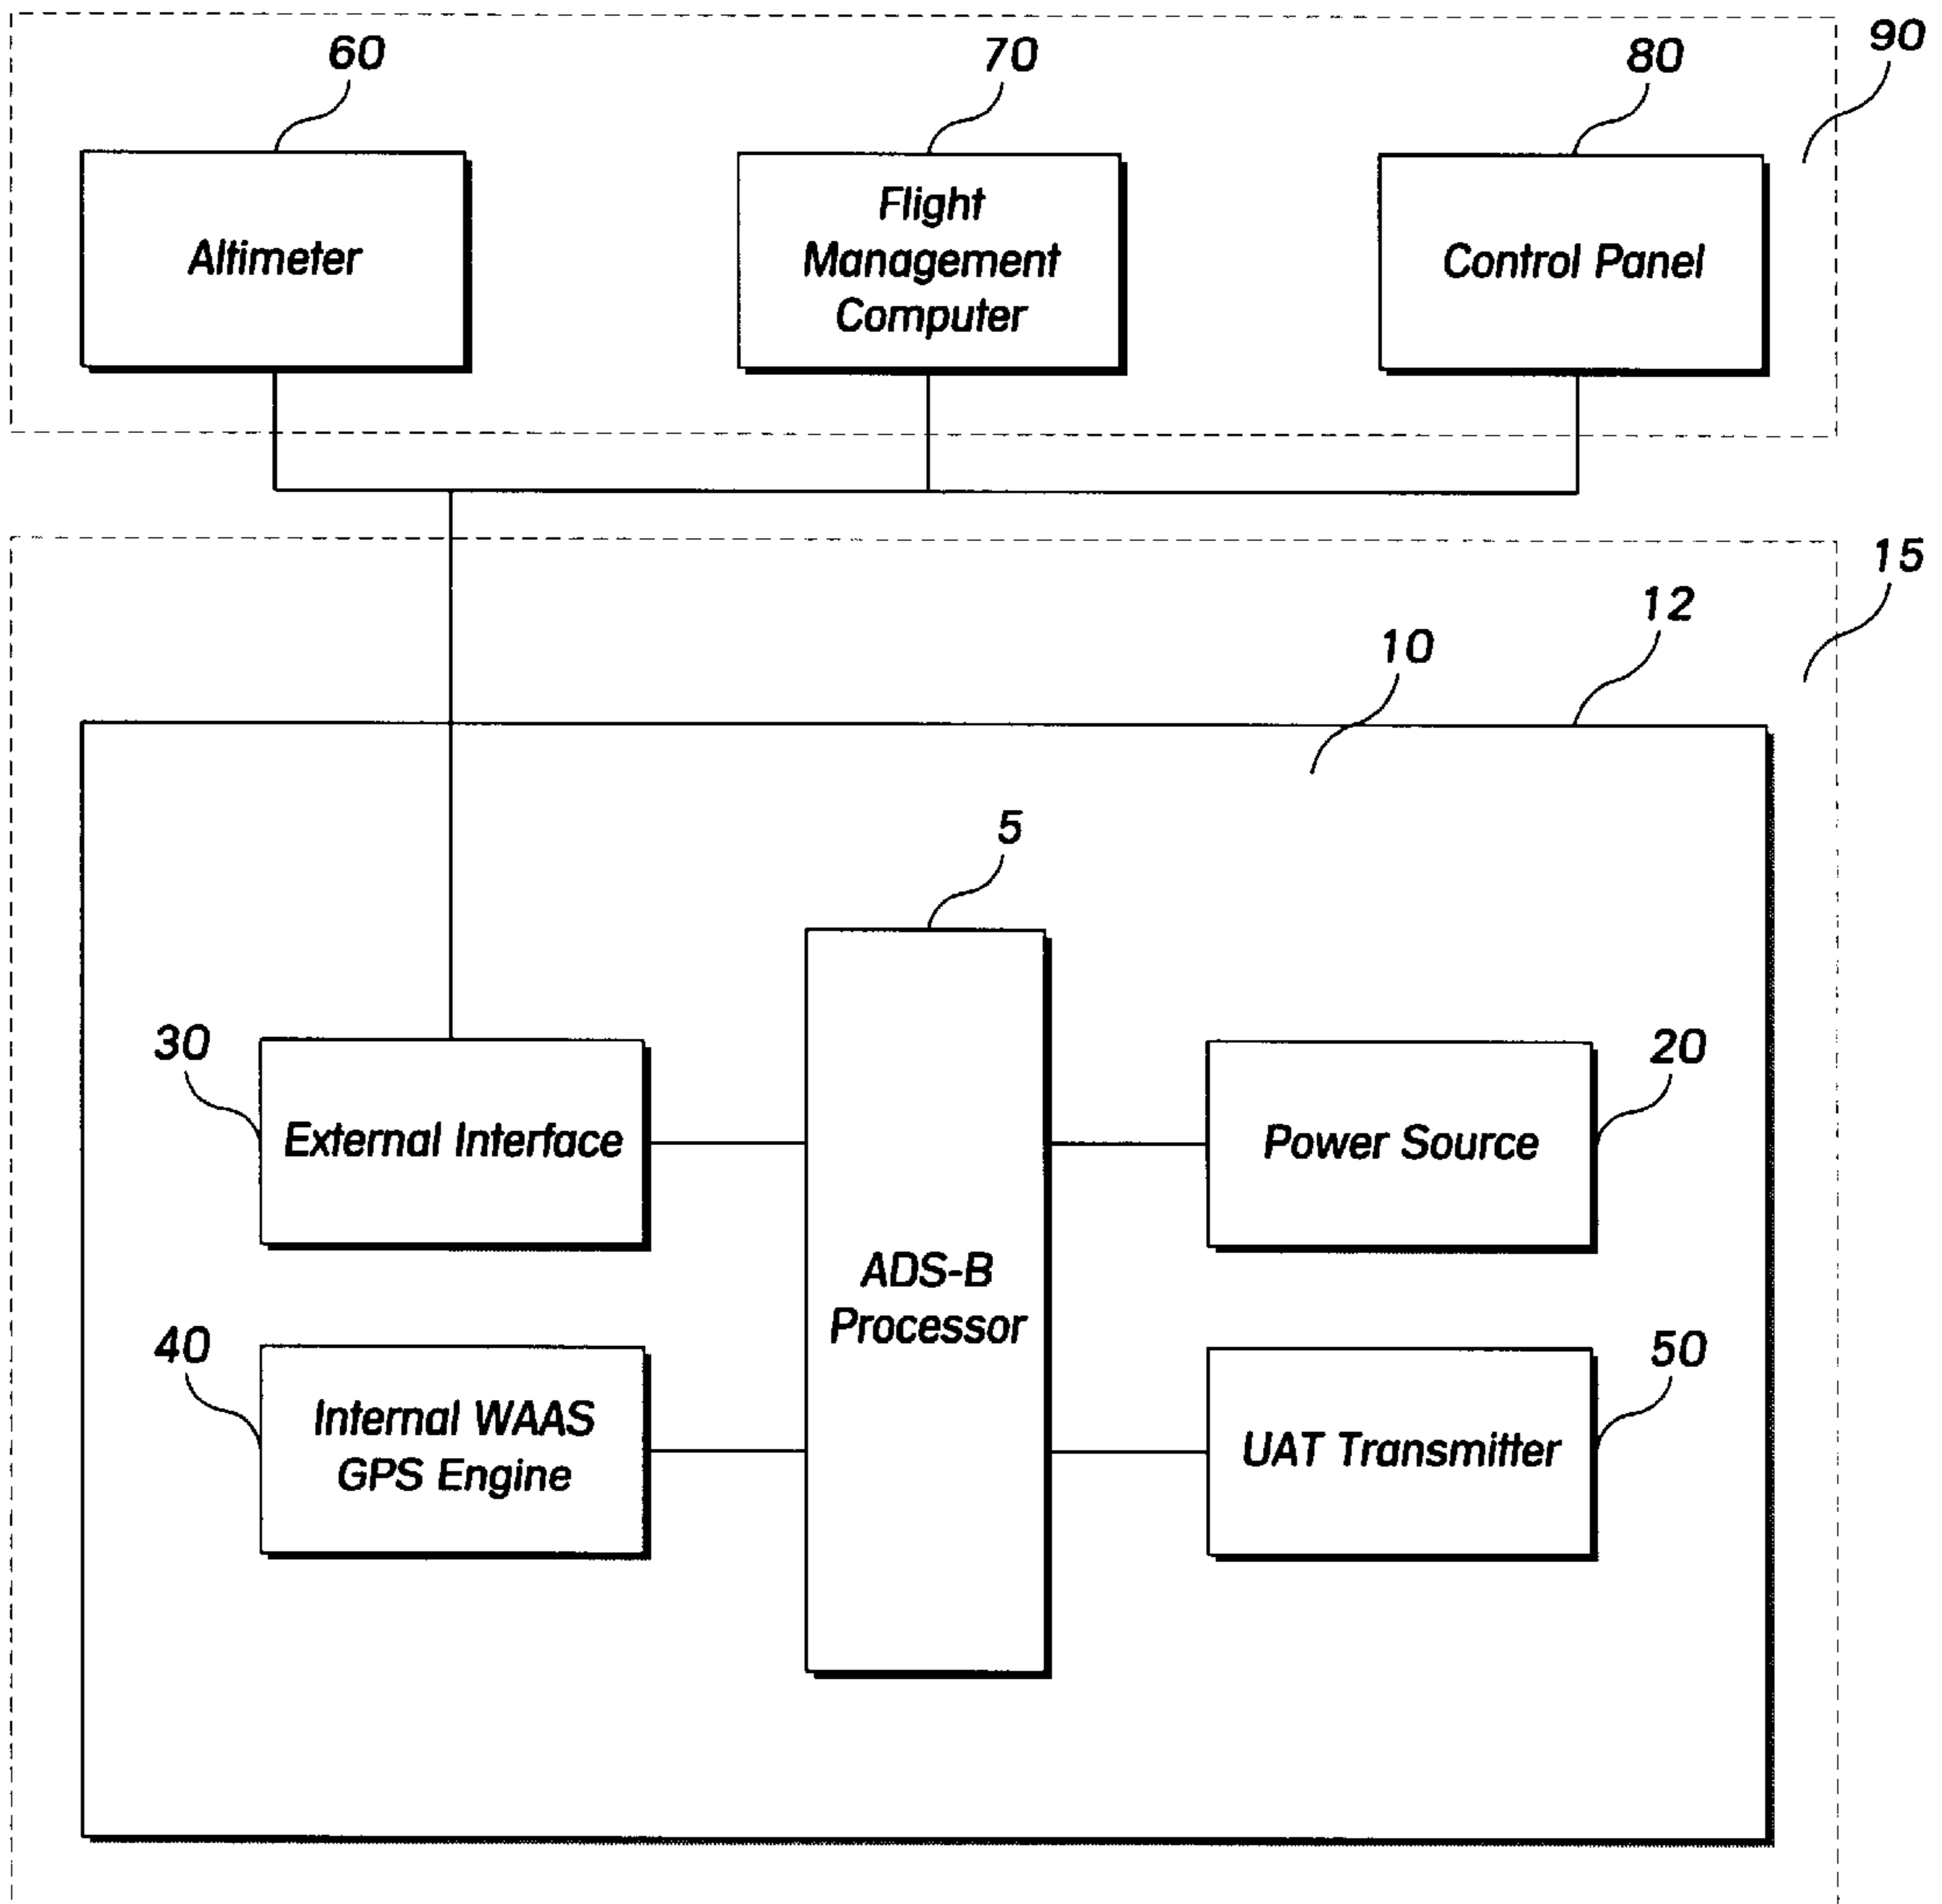 90
60
70
80
Altimeter
Flight
Management
Computer
Control Panel
15
12
10
5
30
External Interface
20
Power Source
ADS-B
Processor
40
Internal WAAS
GPS Engine
50
UAT Transmitter